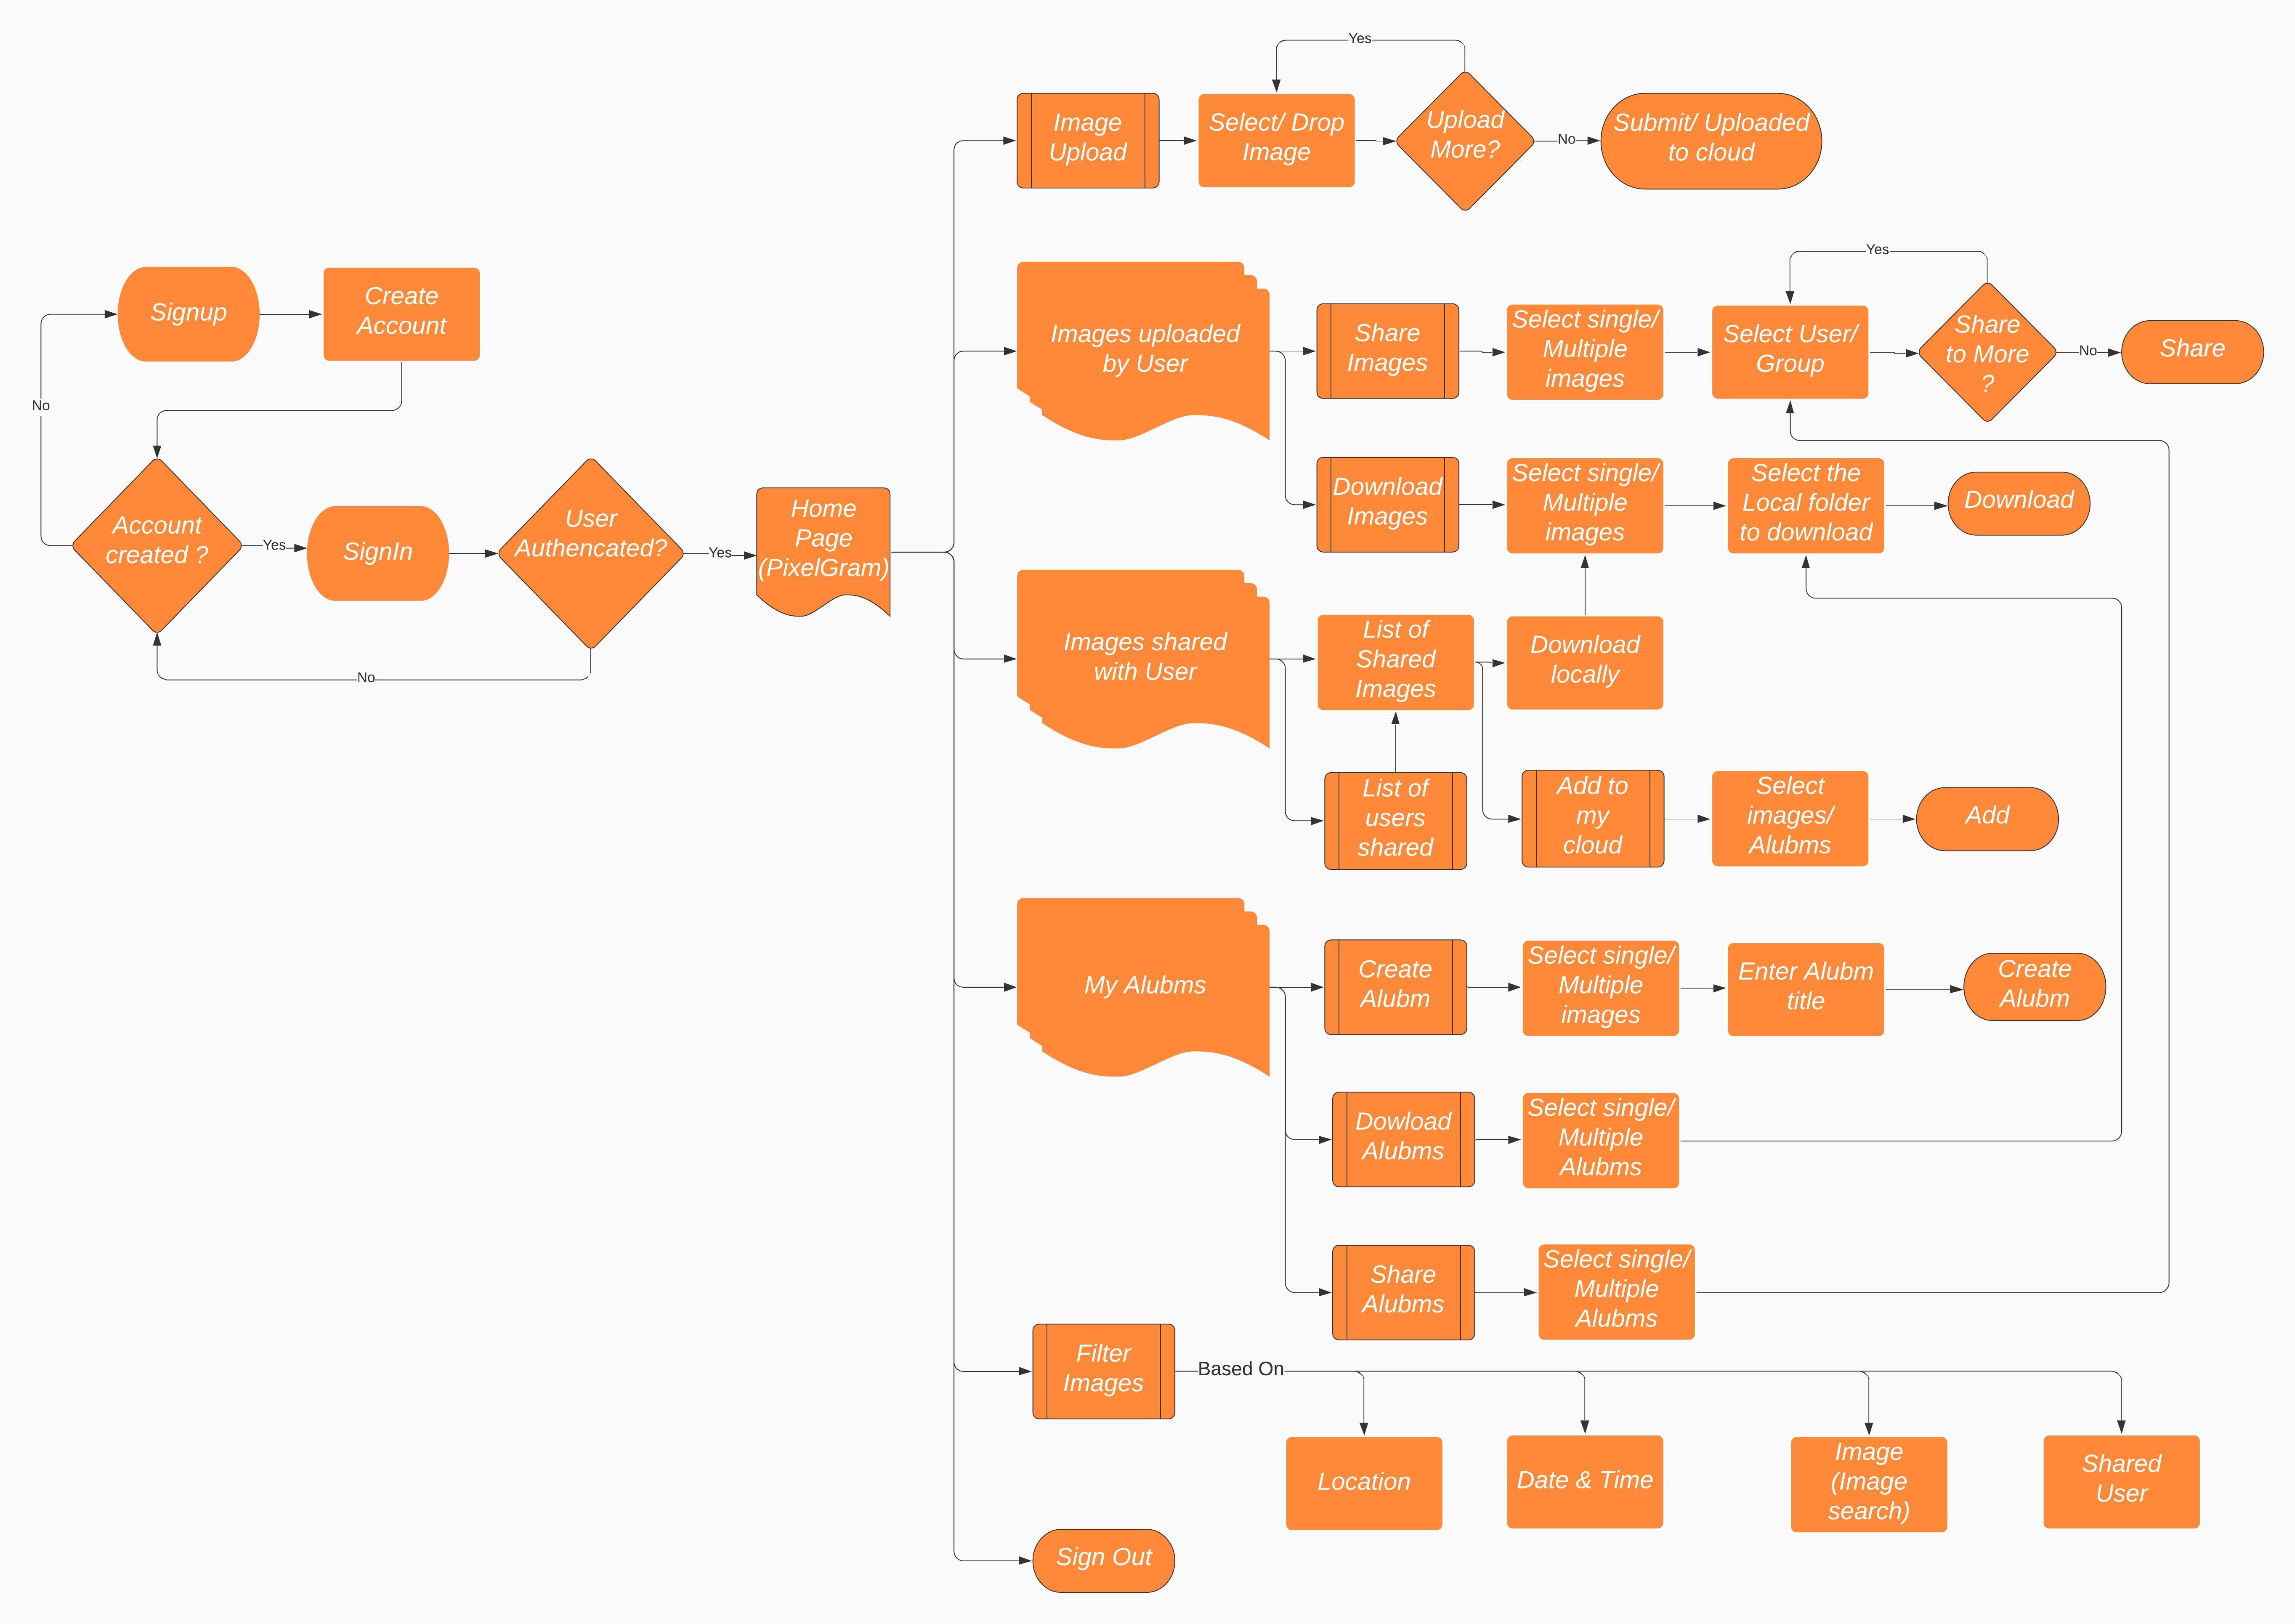 Yes
Image
Upload
Select/ Drop
Image
Upload
More?
No
Submit/ Uploaded
to cloud
Signup
Create
Account
No
Account
created ?
Yes
SignIn
User
Authencated?
Yes
No
Home
Page
(PixelGram)
Images uploaded
by User
Share
Images
Select single/
Multiple
images
Select User/
Group
Yes
Share
to More
?
No
Share
Download
Images
Select single/
Multiple
images
Select the
Local folder
to download
Download
Images shared
with User
List of
Shared
Images
Download
locally
List of
users
shared
Add to
my
cloud
Select
images/
Alubms
Add
My Alubms
Create
Alubm
Select single/
Multiple
images
Enter Alubm
title
Create
Alubm
Dowload
Alubms
Select single/
Multiple
Alubms
Share
Alubms
Select single/
Multiple
Alubms
Filter
Images
Based On
Location
Date & Time
Image
(Image
search)
Shared
User
Sign Out